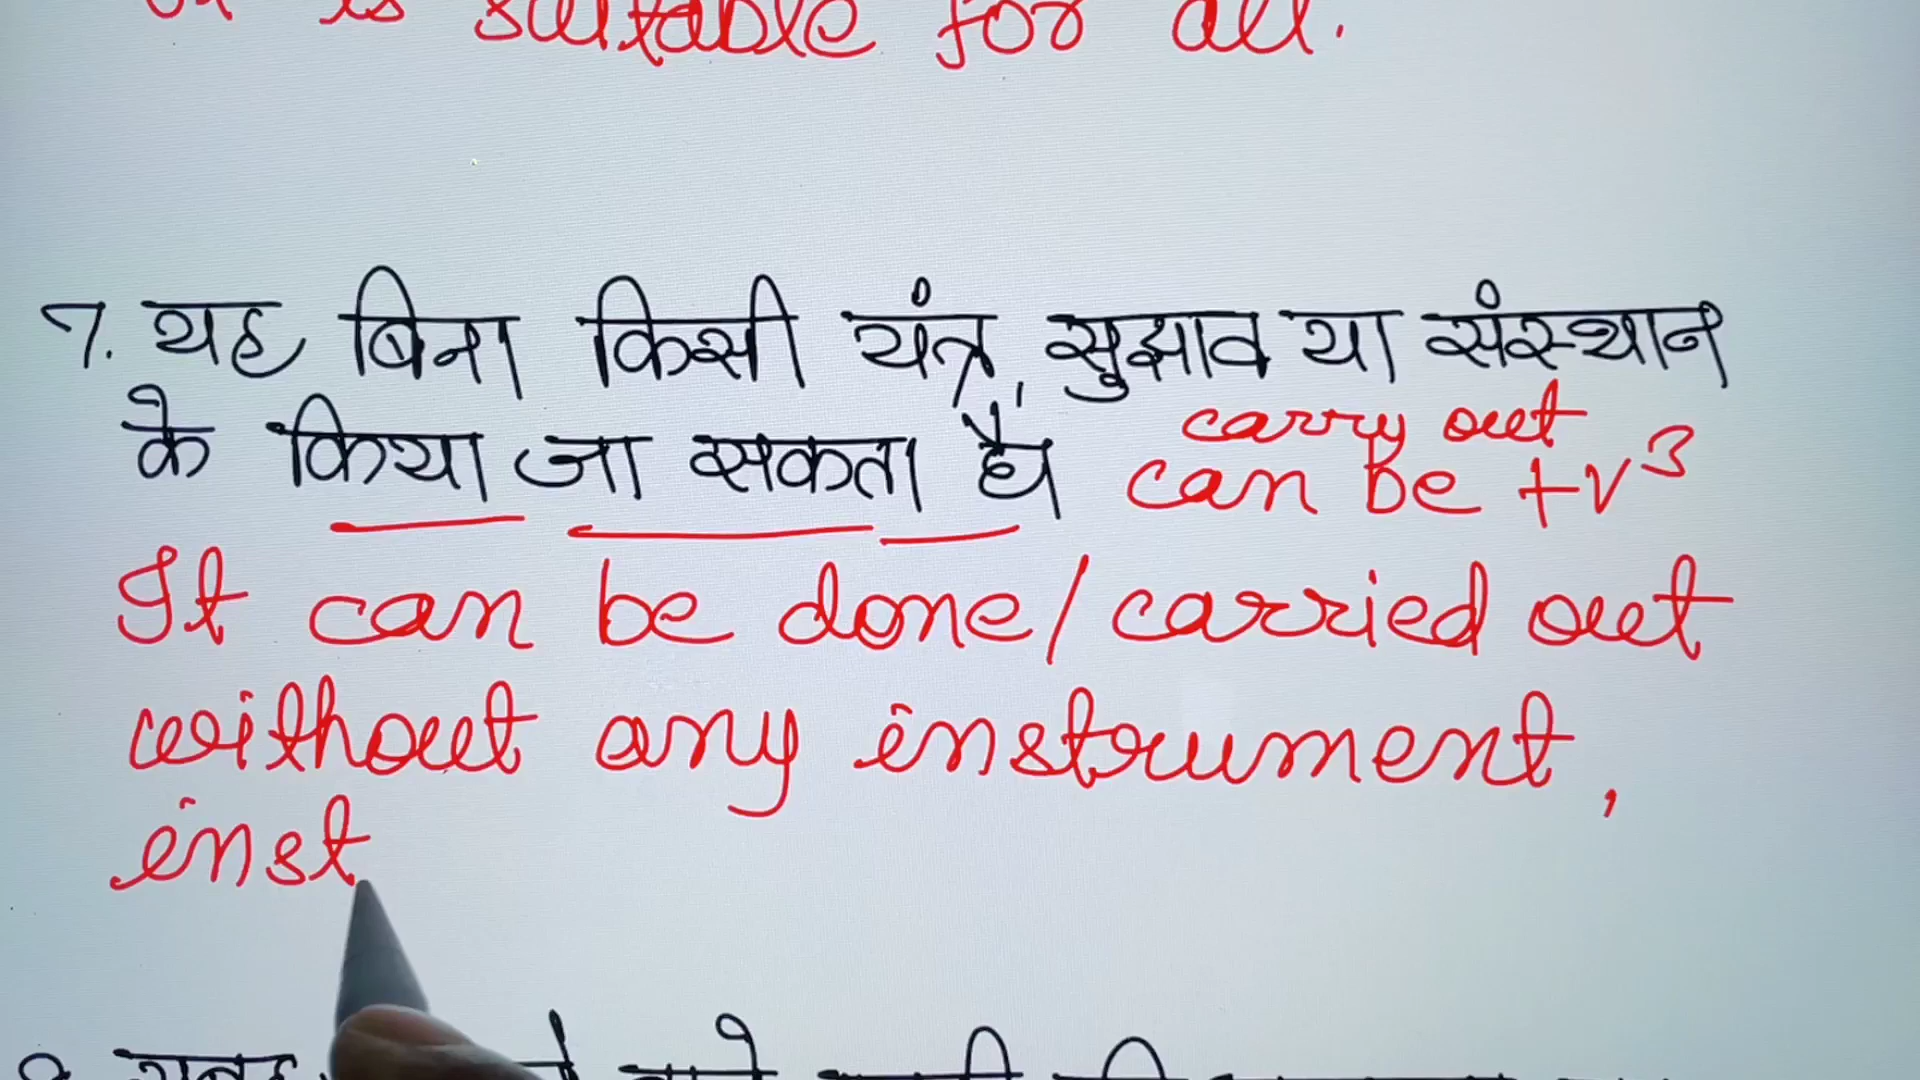 It is suitable for all.
7. यह बिना किसी यंत्र, सुझाव या संस्थान
के किया जा सकता है।
carry out
can be +V3
It can be done/carried out
without any instrument,
inst